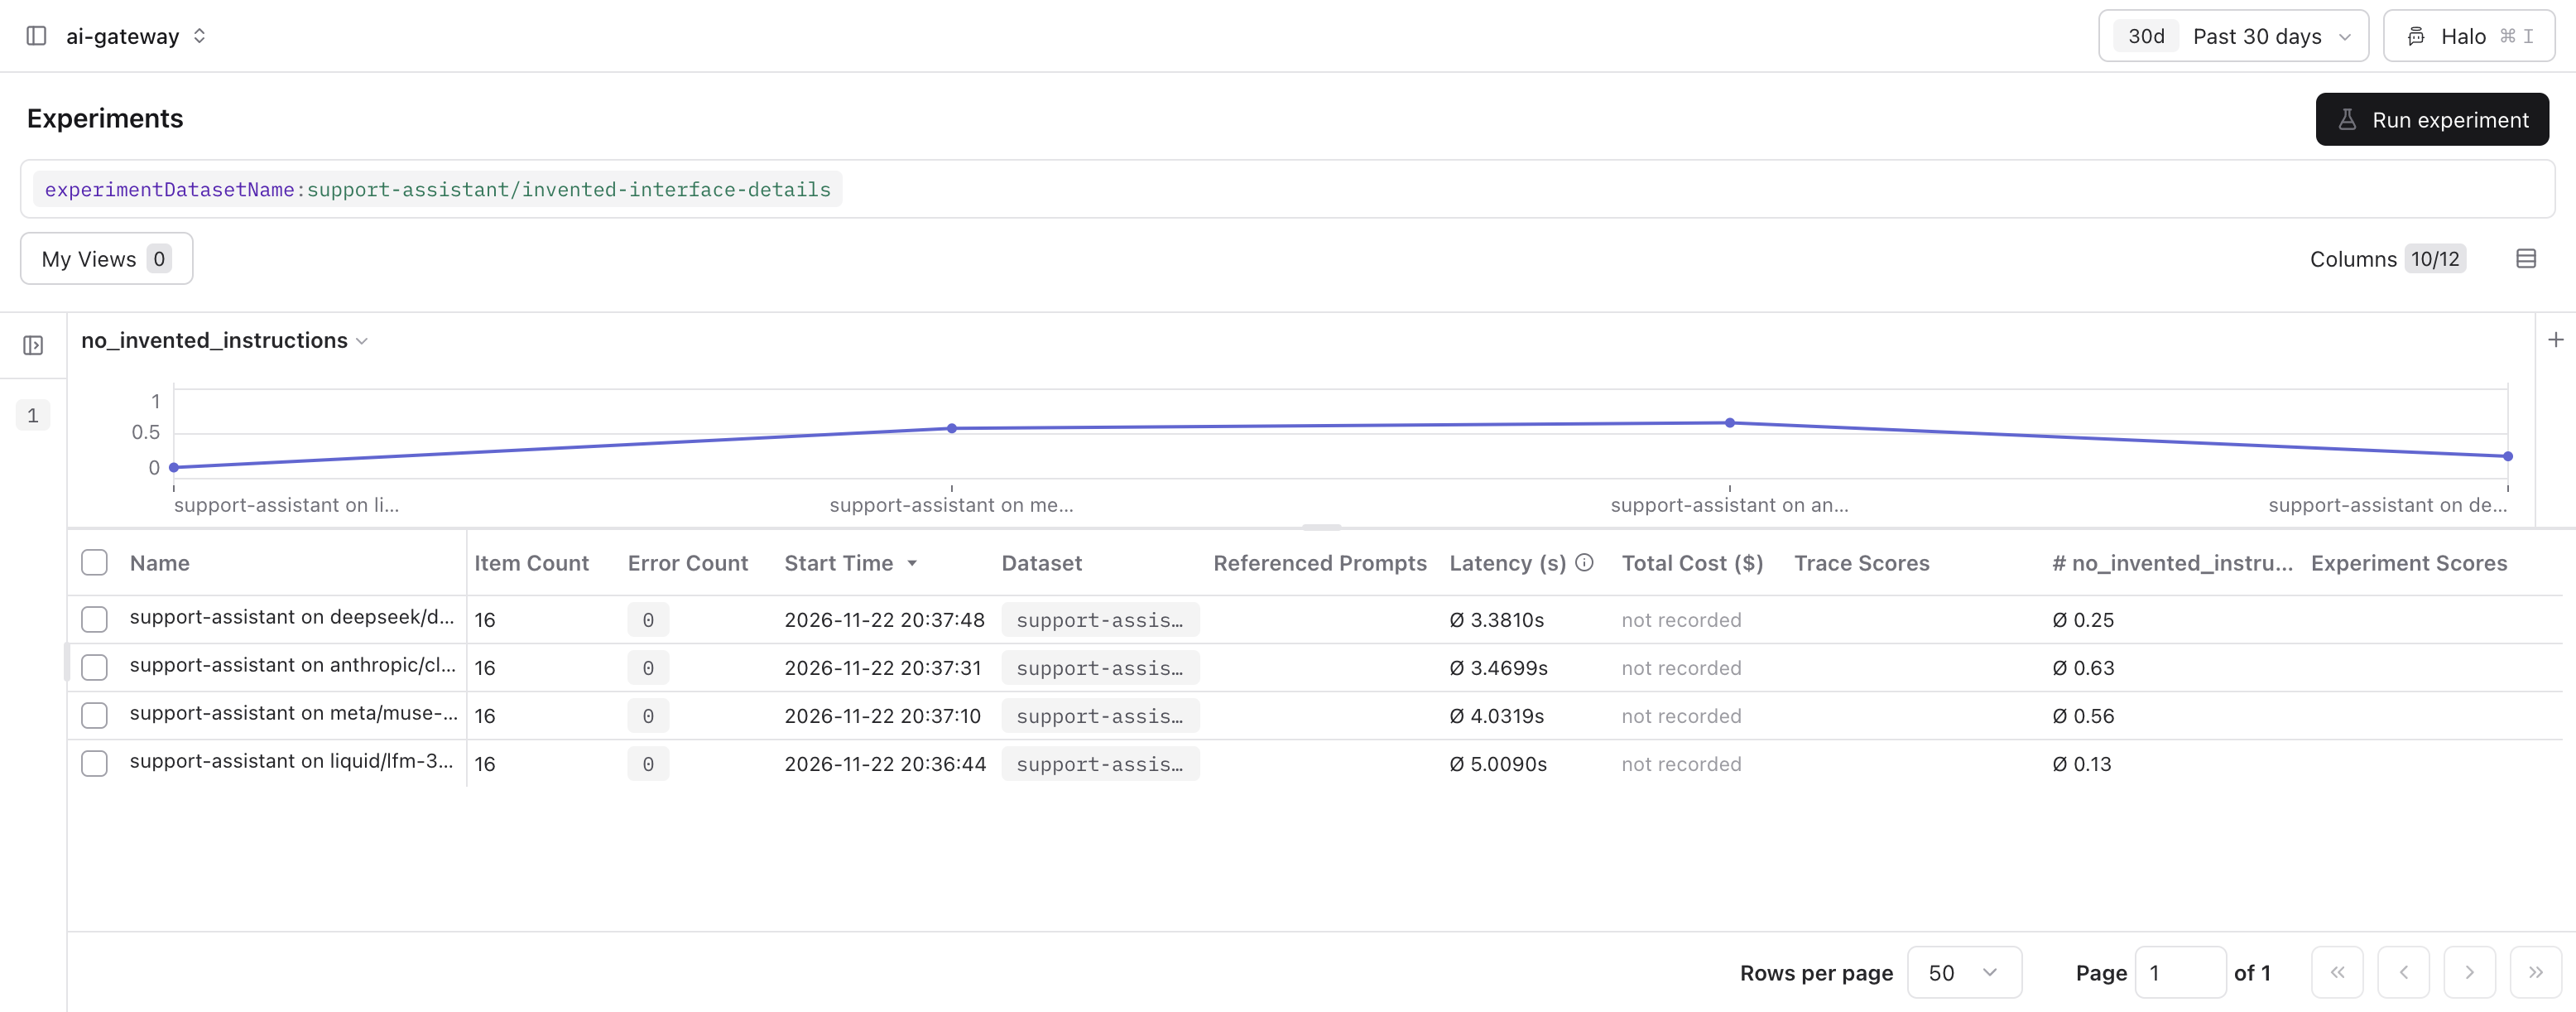 ai-gateway
30d Past 30 days
Halo ⌘ I
Experiments
Run experiment
experimentDatasetName:support-assistant/invented-interface-details
My Views 0
Columns 10/12
1
no_invented_instructions
1
0.5
0
support-assistant on li...
support-assistant on me...
support-assistant on an...
support-assistant on de...
Name Item Count Error Count Start Time Dataset Referenced Prompts Latency (s) Total Cost ($) Trace Scores # no_invented_instru... Experiment Scores
support-assistant on deepseek/d... 16 0 2026-11-22 20:37:48 support-assis... Ø 3.3810s not recorded Ø 0.25
support-assistant on anthropic/cl... 16 0 2026-11-22 20:37:31 support-assis... Ø 3.4699s not recorded Ø 0.63
support-assistant on meta/muse-... 16 0 2026-11-22 20:37:10 support-assis... Ø 4.0319s not recorded Ø 0.56
support-assistant on liquid/lfm-3... 16 0 2026-11-22 20:36:44 support-assis... Ø 5.0090s not recorded Ø 0.13
Rows per page 50 Page 1 of 1